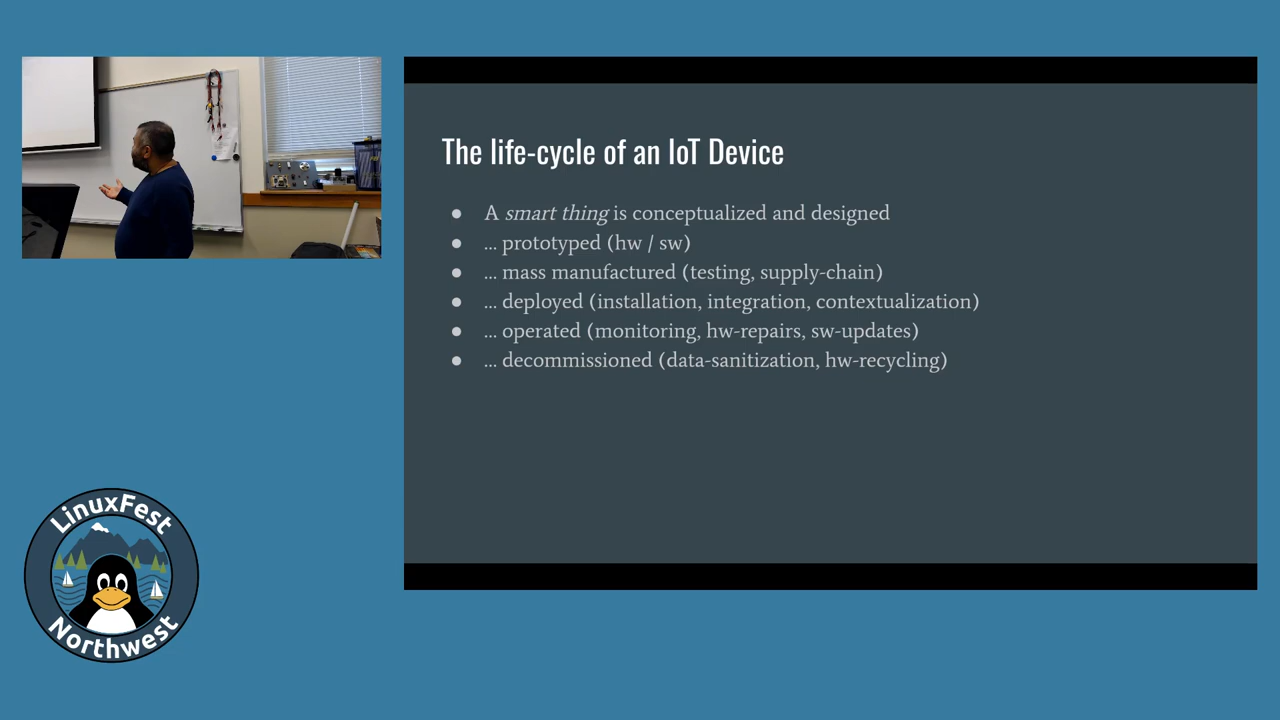 The life-cycle of an IoT Device
● A smart thing is conceptualized and designed
● ... prototyped (hw / sw)
● ... mass manufactured (testing, supply-chain)
● ... deployed (installation, integration, contextualization)
● ... operated (monitoring, hw-repairs, sw-updates)
● ... decommissioned (data-sanitization, hw-recycling)
LinuxFest
Northwest